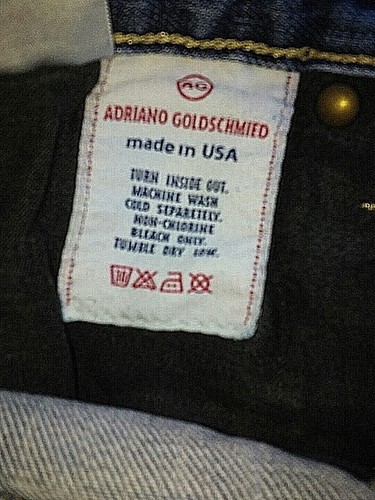 AG
ADRIANO GOLDSCHMIED
made in USA
TURN INSIDE OUT.
MACHINE WASH
COLD SEPARETELY.
NON-CHLORINE
BLEACH ONLY.
TUMBLE DRY LOW.